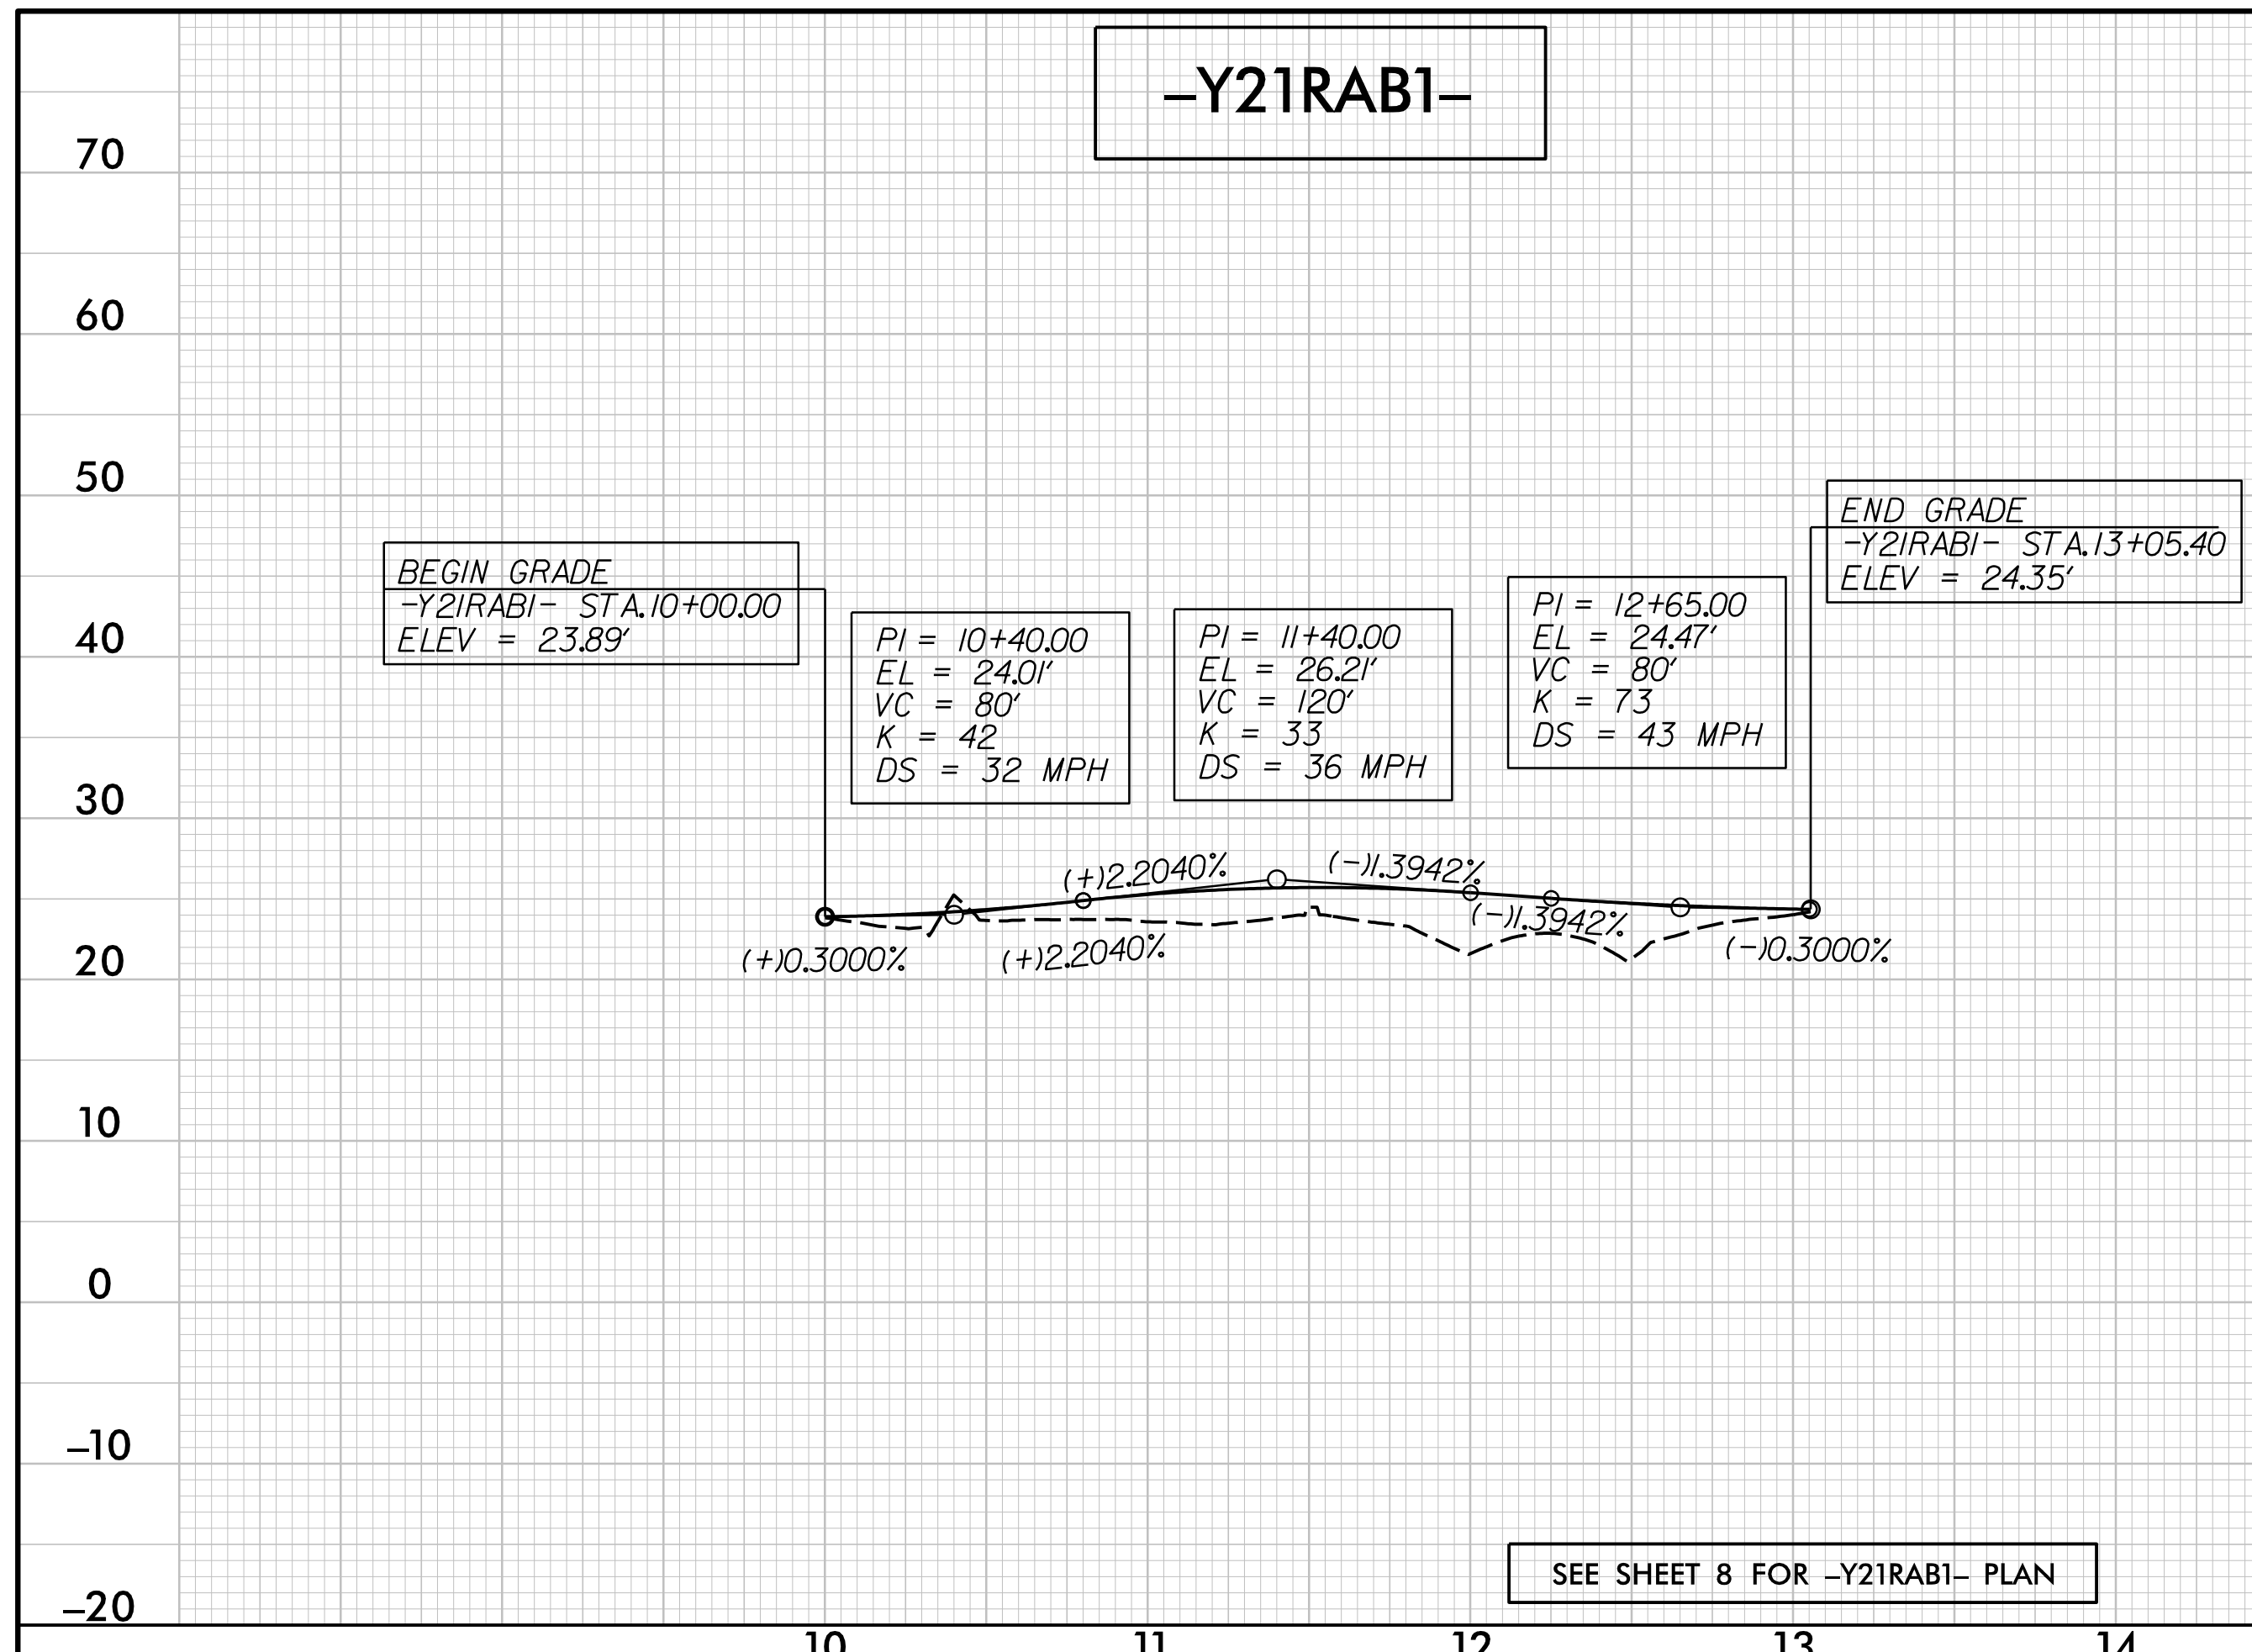 –Y21RAB1–
70
60
50
40
30
20
10
0
–10
–20
BEGIN GRADE
-Y21RAB1- STA.10+00.00
ELEV = 23.89'
PI = 10+40.00
EL = 24.01'
VC = 80'
K = 42
DS = 32 MPH
PI = 11+40.00
EL = 26.21'
VC = 120'
K = 33
DS = 36 MPH
PI = 12+65.00
EL = 24.47'
VC = 80'
K = 73
DS = 43 MPH
END GRADE
-Y21RAB1- STA.13+05.40
ELEV = 24.35'
(+)2.2040%
(-)1.3942%
(-)1.3942%
(+)0.3000%
(+)2.2040%
(-)0.3000%
SEE SHEET 8 FOR –Y21RAB1– PLAN
10 11 12 13 14